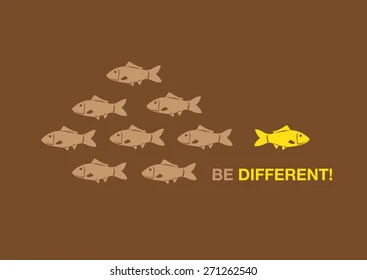 BE DIFFERENT!
shutterstock.com · 271262540